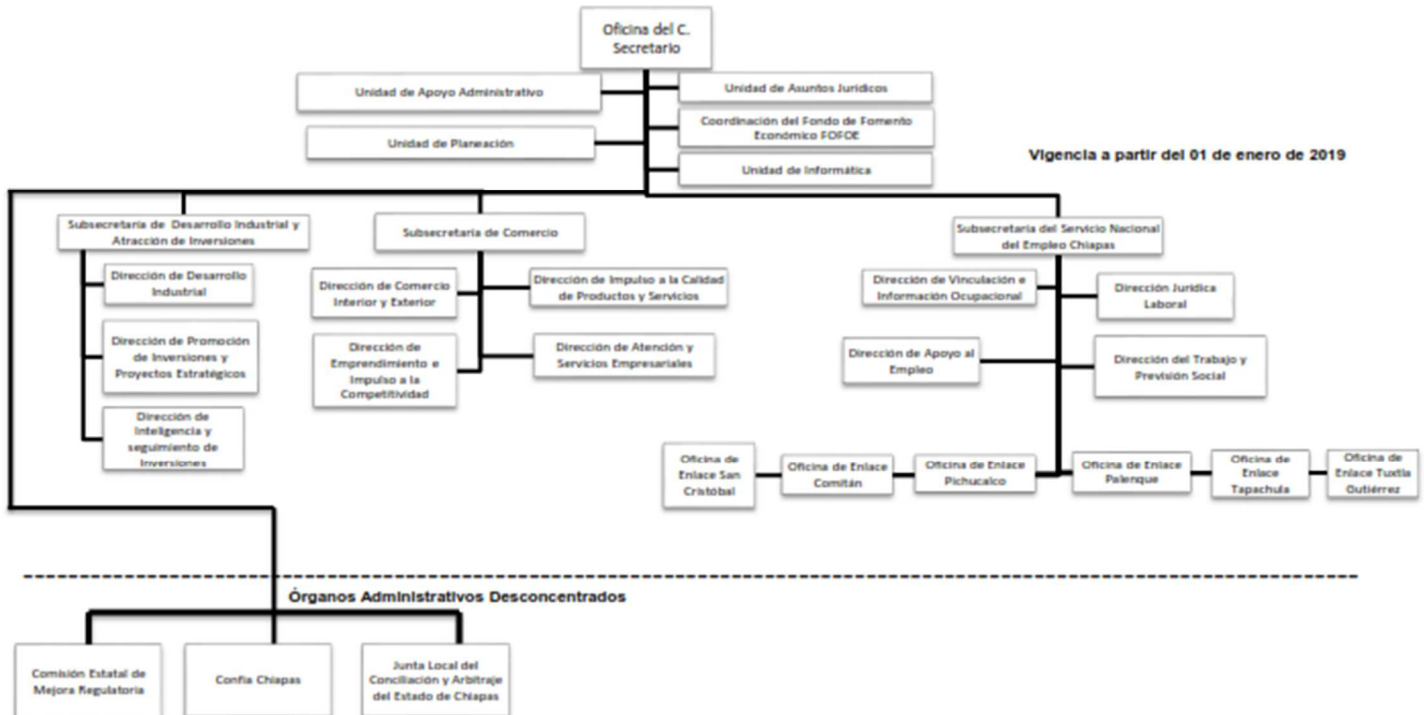 Oficina del C.
Secretario
Unidad de Apoyo Administrativo
Unidad de Asuntos Jurídicos
Coordinación del Fondo de Fomento
Económico FOFOE
Unidad de Planeación
Unidad de Informática
Vigencia a partir del 01 de enero de 2019
Subsecretaría de Desarrollo Industrial y
Atracción de Inversiones
Subsecretaría de Comercio
Subsecretaría del Servicio Nacional
del Empleo Chiapas
Dirección de Desarrollo
Industrial
Dirección de Promoción
de Inversiones y
Proyectos Estratégicos
Dirección de
Inteligencia y
seguimiento de
Inversiones
Dirección de Comercio
Interior y Exterior
Dirección de Impulso a la Calidad
de Productos y Servicios
Dirección de
Emprendimiento e
Impulso a la
Competitividad
Dirección de Atención y
Servicios Empresariales
Dirección de Vinculación e
Información Ocupacional
Dirección Jurídica
Laboral
Dirección de Apoyo al
Empleo
Dirección del Trabajo y
Previsión Social
Oficina de
Enlace San
Cristóbal
Oficina de Enlace
Comitán
Oficina de Enlace
Pichucalco
Oficina de Enlace
Palenque
Oficina de
Enlace
Tapachula
Oficina de
Enlace Tuxtla
Gutiérrez
Órganos Administrativos Desconcentrados
Comisión Estatal de
Mejora Regulatoria
Confía Chiapas
Junta Local del
Conciliación y Arbitraje
del Estado de Chiapas